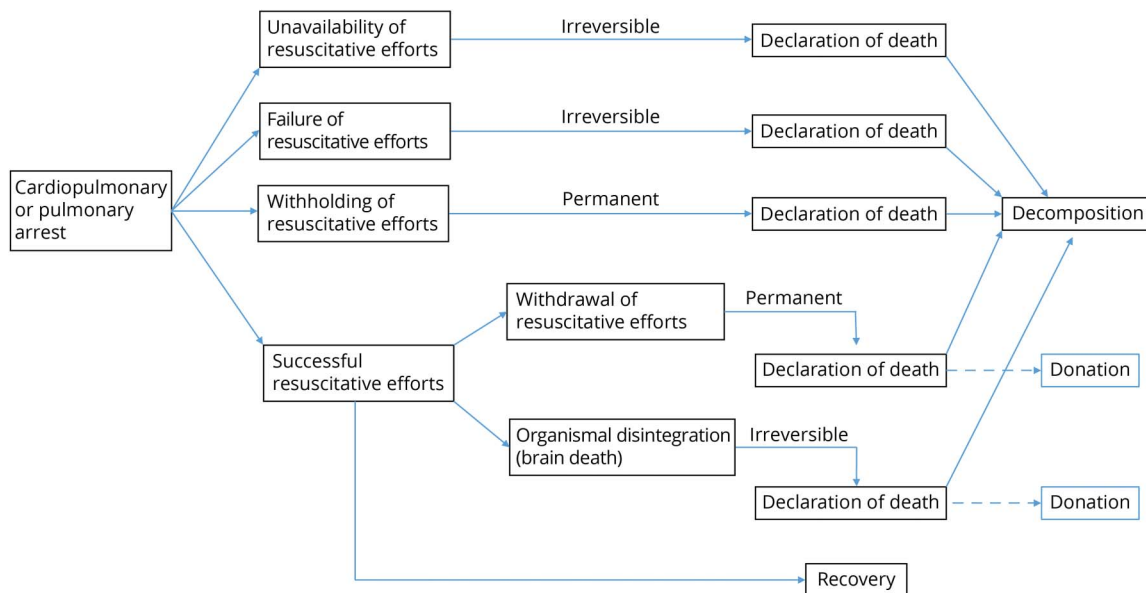 Unavailability of
resuscitative efforts
Irreversible
Declaration of death
Failure of
resuscitative efforts
Irreversible
Declaration of death
Cardiopulmonary
or pulmonary
arrest
Withholding of
resuscitative efforts
Permanent
Declaration of death
Decomposition
Withdrawal of
resuscitative efforts
Permanent
Successful
resuscitative efforts
Declaration of death
Donation
Organismal disintegration
(brain death)
Irreversible
Declaration of death
Donation
Recovery